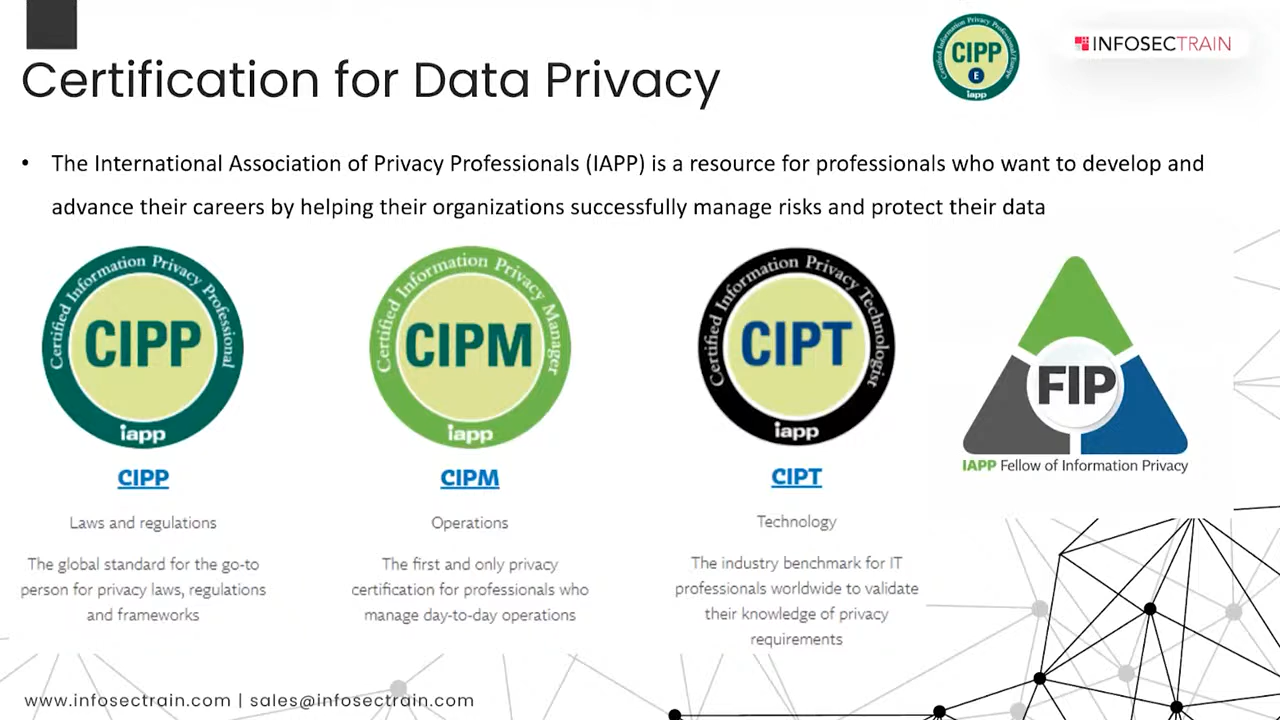 Certification for Data Privacy
Certified Information Privacy Professional/Europe
CIPP
E
iapp
INFOSECTRAIN
• The International Association of Privacy Professionals (IAPP) is a resource for professionals who want to develop and
advance their careers by helping their organizations successfully manage risks and protect their data
Certified Information Privacy Professional
CIPP
iapp
CIPP
Laws and regulations
The global standard for the go-to
person for privacy laws, regulations
and frameworks
Certified Information Privacy Manager
CIPM
iapp
CIPM
Operations
The first and only privacy
certification for professionals who
manage day-to-day operations
Certified Information Privacy Technologist
CIPT
iapp
CIPT
Technology
The industry benchmark for IT
professionals worldwide to validate
their knowledge of privacy
requirements
FIP
IAPP Fellow of Information Privacy
www.infosectrain.com | sales@infosectrain.com